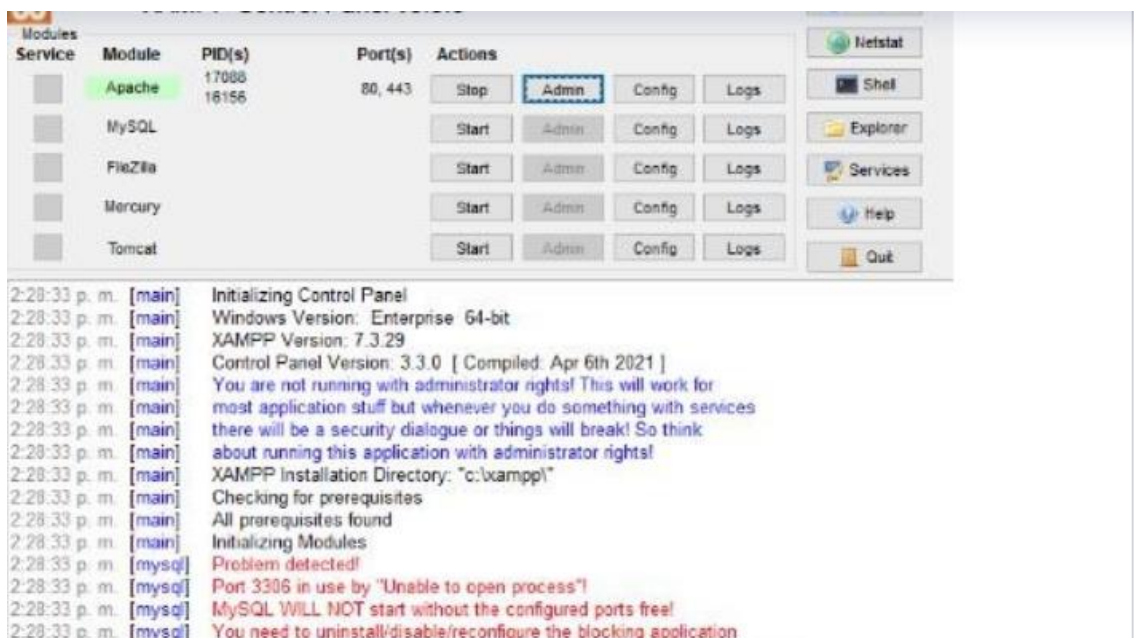 Modules
Service Module PID(s) Port(s) Actions
Netstat
Apache 17088 16156 80, 443 Stop Admin Config Logs
Shell
MySQL Start Admin Config Logs
Explorer
FileZilla Start Admin Config Logs
Services
Mercury Start Admin Config Logs
Help
Tomcat Start Admin Config Logs
Quit
2:28:33 p. m. [main] Initializing Control Panel
2:28:33 p. m. [main] Windows Version: Enterprise 64-bit
2:28:33 p. m. [main] XAMPP Version: 7.3.29
2:28:33 p. m. [main] Control Panel Version: 3.3.0 [ Compiled: Apr 6th 2021 ]
2:28:33 p. m. [main] You are not running with administrator rights! This will work for
2:28:33 p. m. [main] most application stuff but whenever you do something with services
2:28:33 p. m. [main] there will be a security dialogue or things will break! So think
2:28:33 p. m. [main] about running this application with administrator rights!
2:28:33 p. m. [main] XAMPP Installation Directory: "c:\xampp\"
2:28:33 p. m. [main] Checking for prerequisites
2:28:33 p. m. [main] All prerequisites found
2:28:33 p. m. [main] Initializing Modules
2:28:33 p. m. [mysql] Problem detected!
2:28:33 p. m. [mysql] Port 3306 in use by "Unable to open process"!
2:28:33 p. m. [mysql] MySQL WILL NOT start without the configured ports free!
2:28:33 p. m. [mysql] You need to uninstall/disable/reconfigure the blocking application